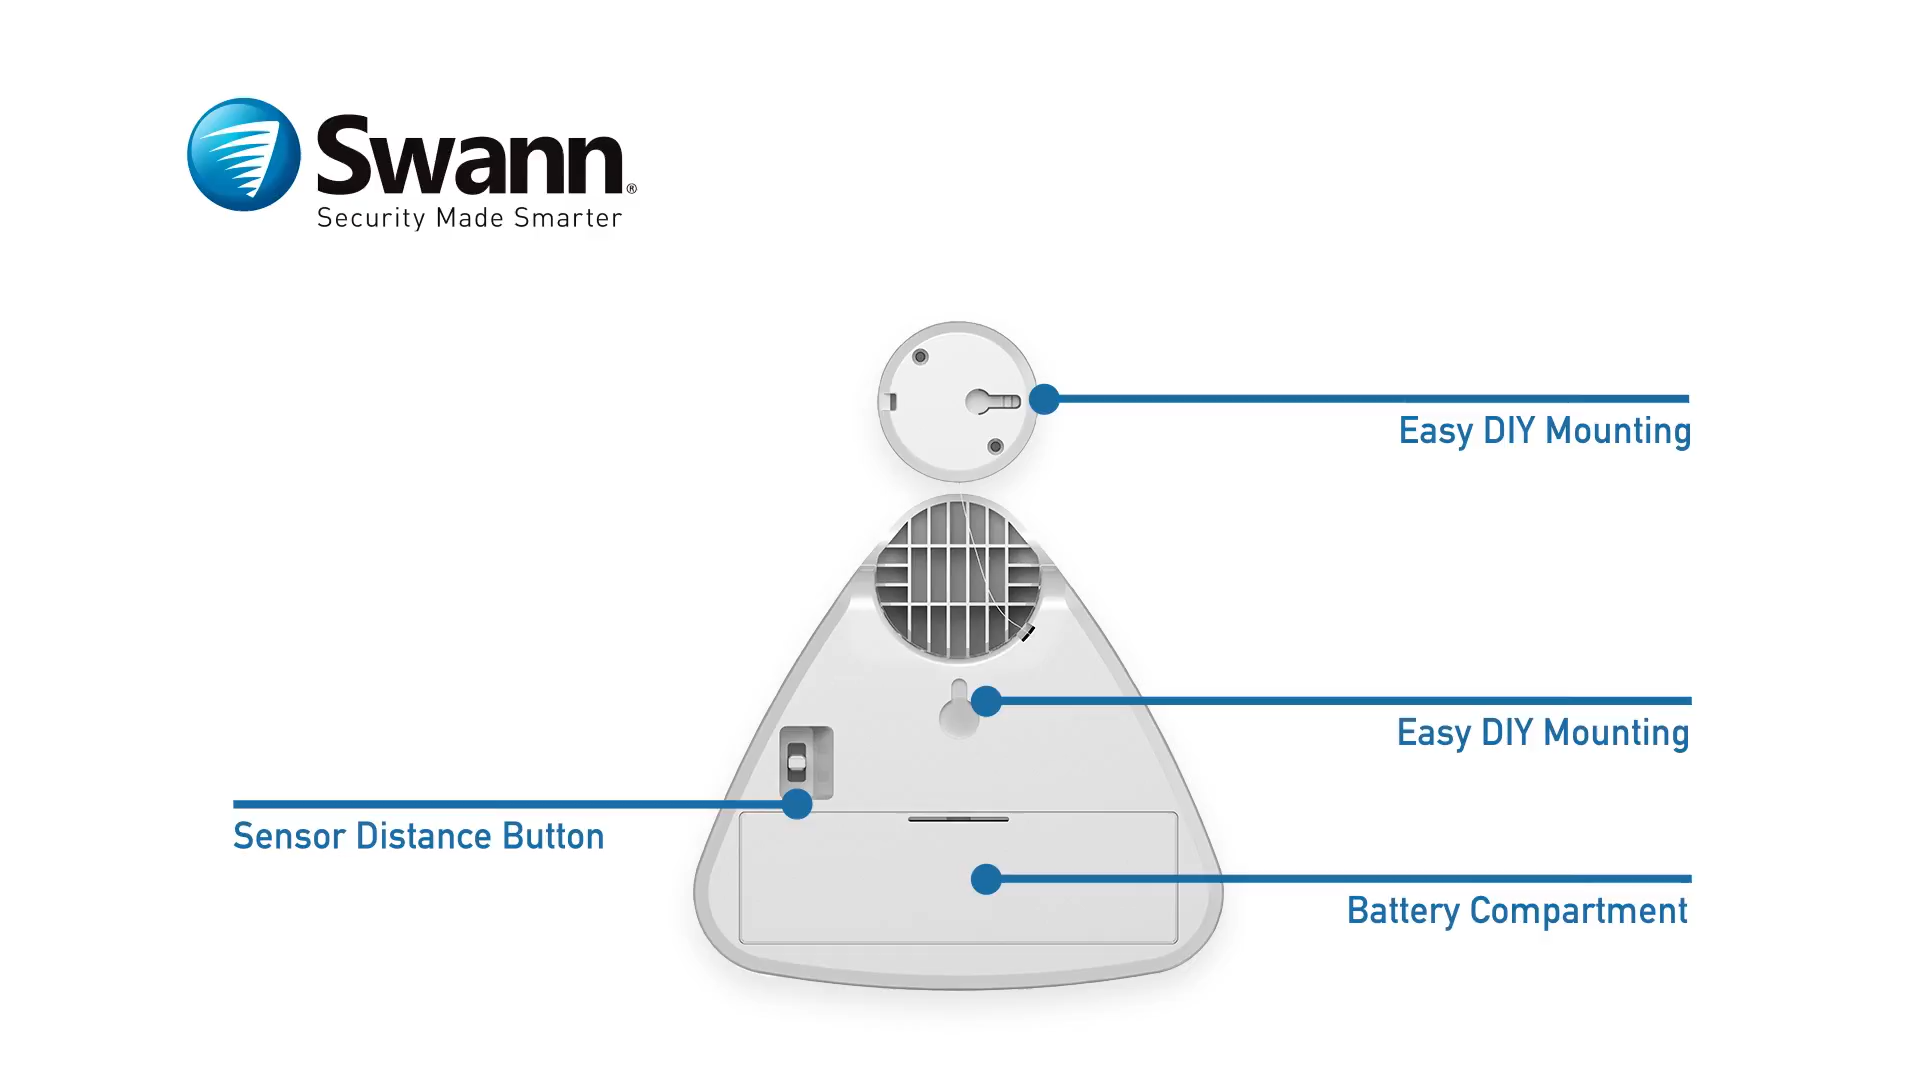 Swann®
Security Made Smarter
Easy DIY Mounting
Easy DIY Mounting
Sensor Distance Button
Battery Compartment